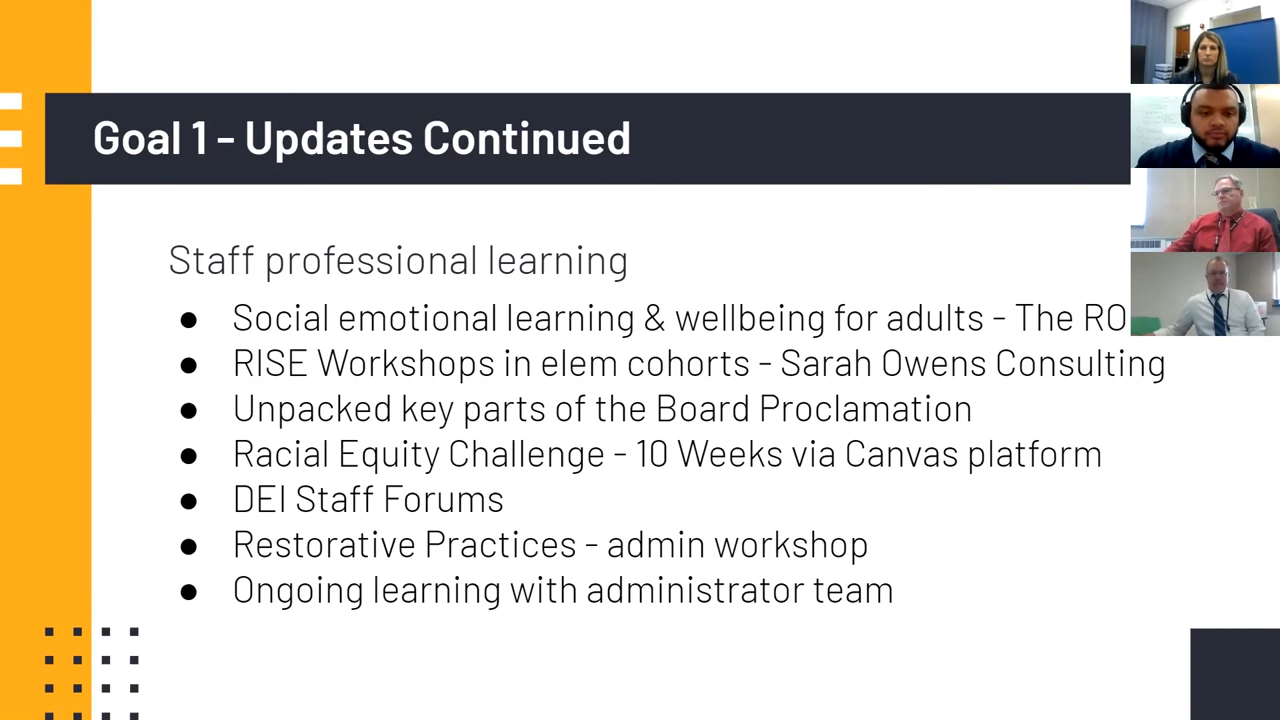 Goal 1 - Updates Continued
Staff professional learning
● Social emotional learning & wellbeing for adults - The
● RISE Workshops in elem cohorts - Sarah Owens Consulting
● Unpacked key parts of the Board Proclamation
● Racial Equity Challenge - 10 Weeks via Canvas platform
● DEI Staff Forums
● Restorative Practices - admin workshop
● Ongoing learning with administrator team